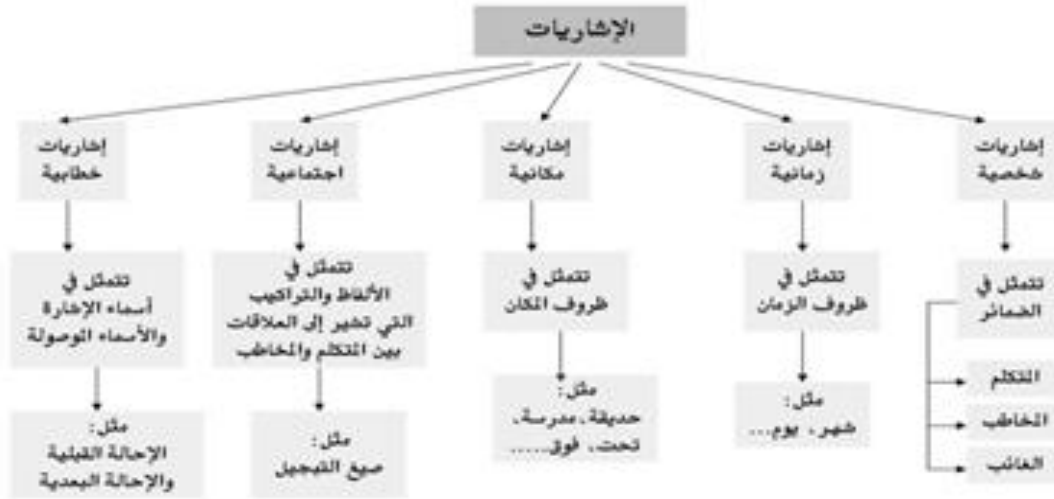 الإشاريات
إشاريات
شخصية
إشاريات
زمانية
إشاريات
مكانية
إشاريات
اجتماعية
إشاريات
خطابية
تتمثل في
الضمائر
تتمثل في
ظروف الزمان
تتمثل في
ظروف المكان
تتمثل في
الألفاظ والتراكيب
التي تشير إلى العلاقات
بين المتكلم والمخاطب
تتمثل في
أسماء الإشارة
والأسماء الموصولة
المتكلم
المخاطب
الغائب
مثل:
شهر، يوم...
مثل:
حديقة، مدرسة،
تحت، فوق.....
مثل:
صيغ التبجيل
مثل:
الإحالة القبلية
والإحالة البعدية